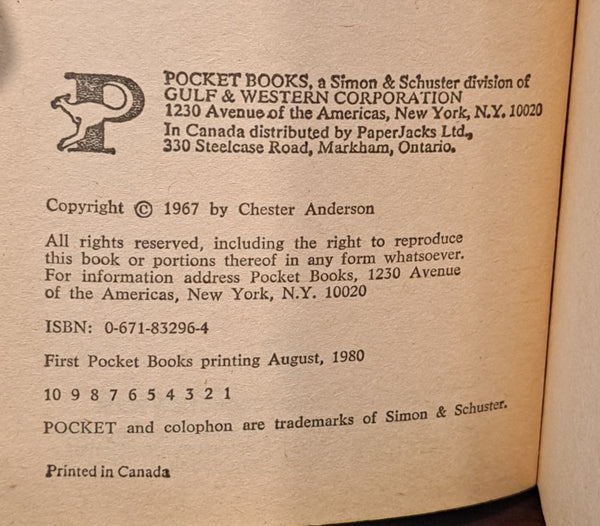 P
POCKET BOOKS, a Simon & Schuster division of
GULF & WESTERN CORPORATION
1230 Avenue of the Americas, New York, N.Y. 10020
In Canada distributed by PaperJacks Ltd.,
330 Steelcase Road, Markham, Ontario.
Copyright © 1967 by Chester Anderson
All rights reserved, including the right to reproduce
this book or portions thereof in any form whatsoever.
For information address Pocket Books, 1230 Avenue
of the Americas, New York, N.Y. 10020
ISBN: 0-671-83296-4
First Pocket Books printing August, 1980
10 9 8 7 6 5 4 3 2 1
POCKET and colophon are trademarks of Simon & Schuster.
Printed in Canada